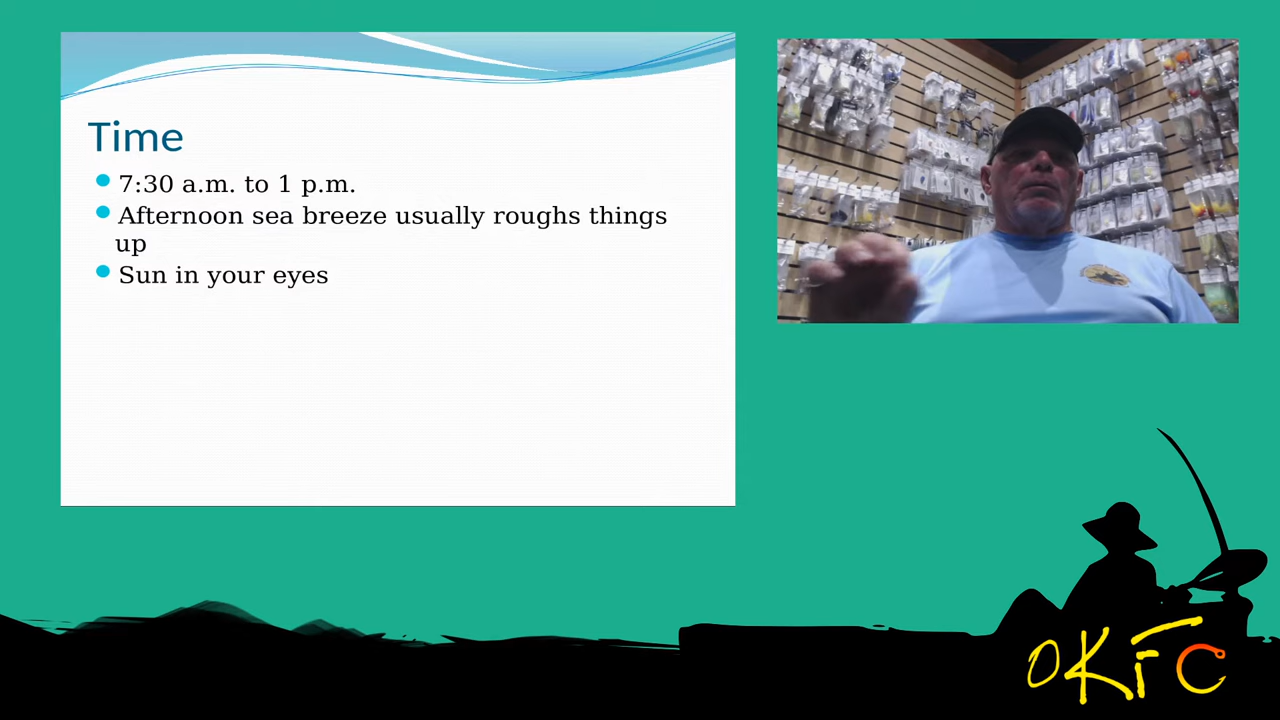 Time
7:30 a.m. to 1 p.m.
Afternoon sea breeze usually roughs things
up
Sun in your eyes
OKFC